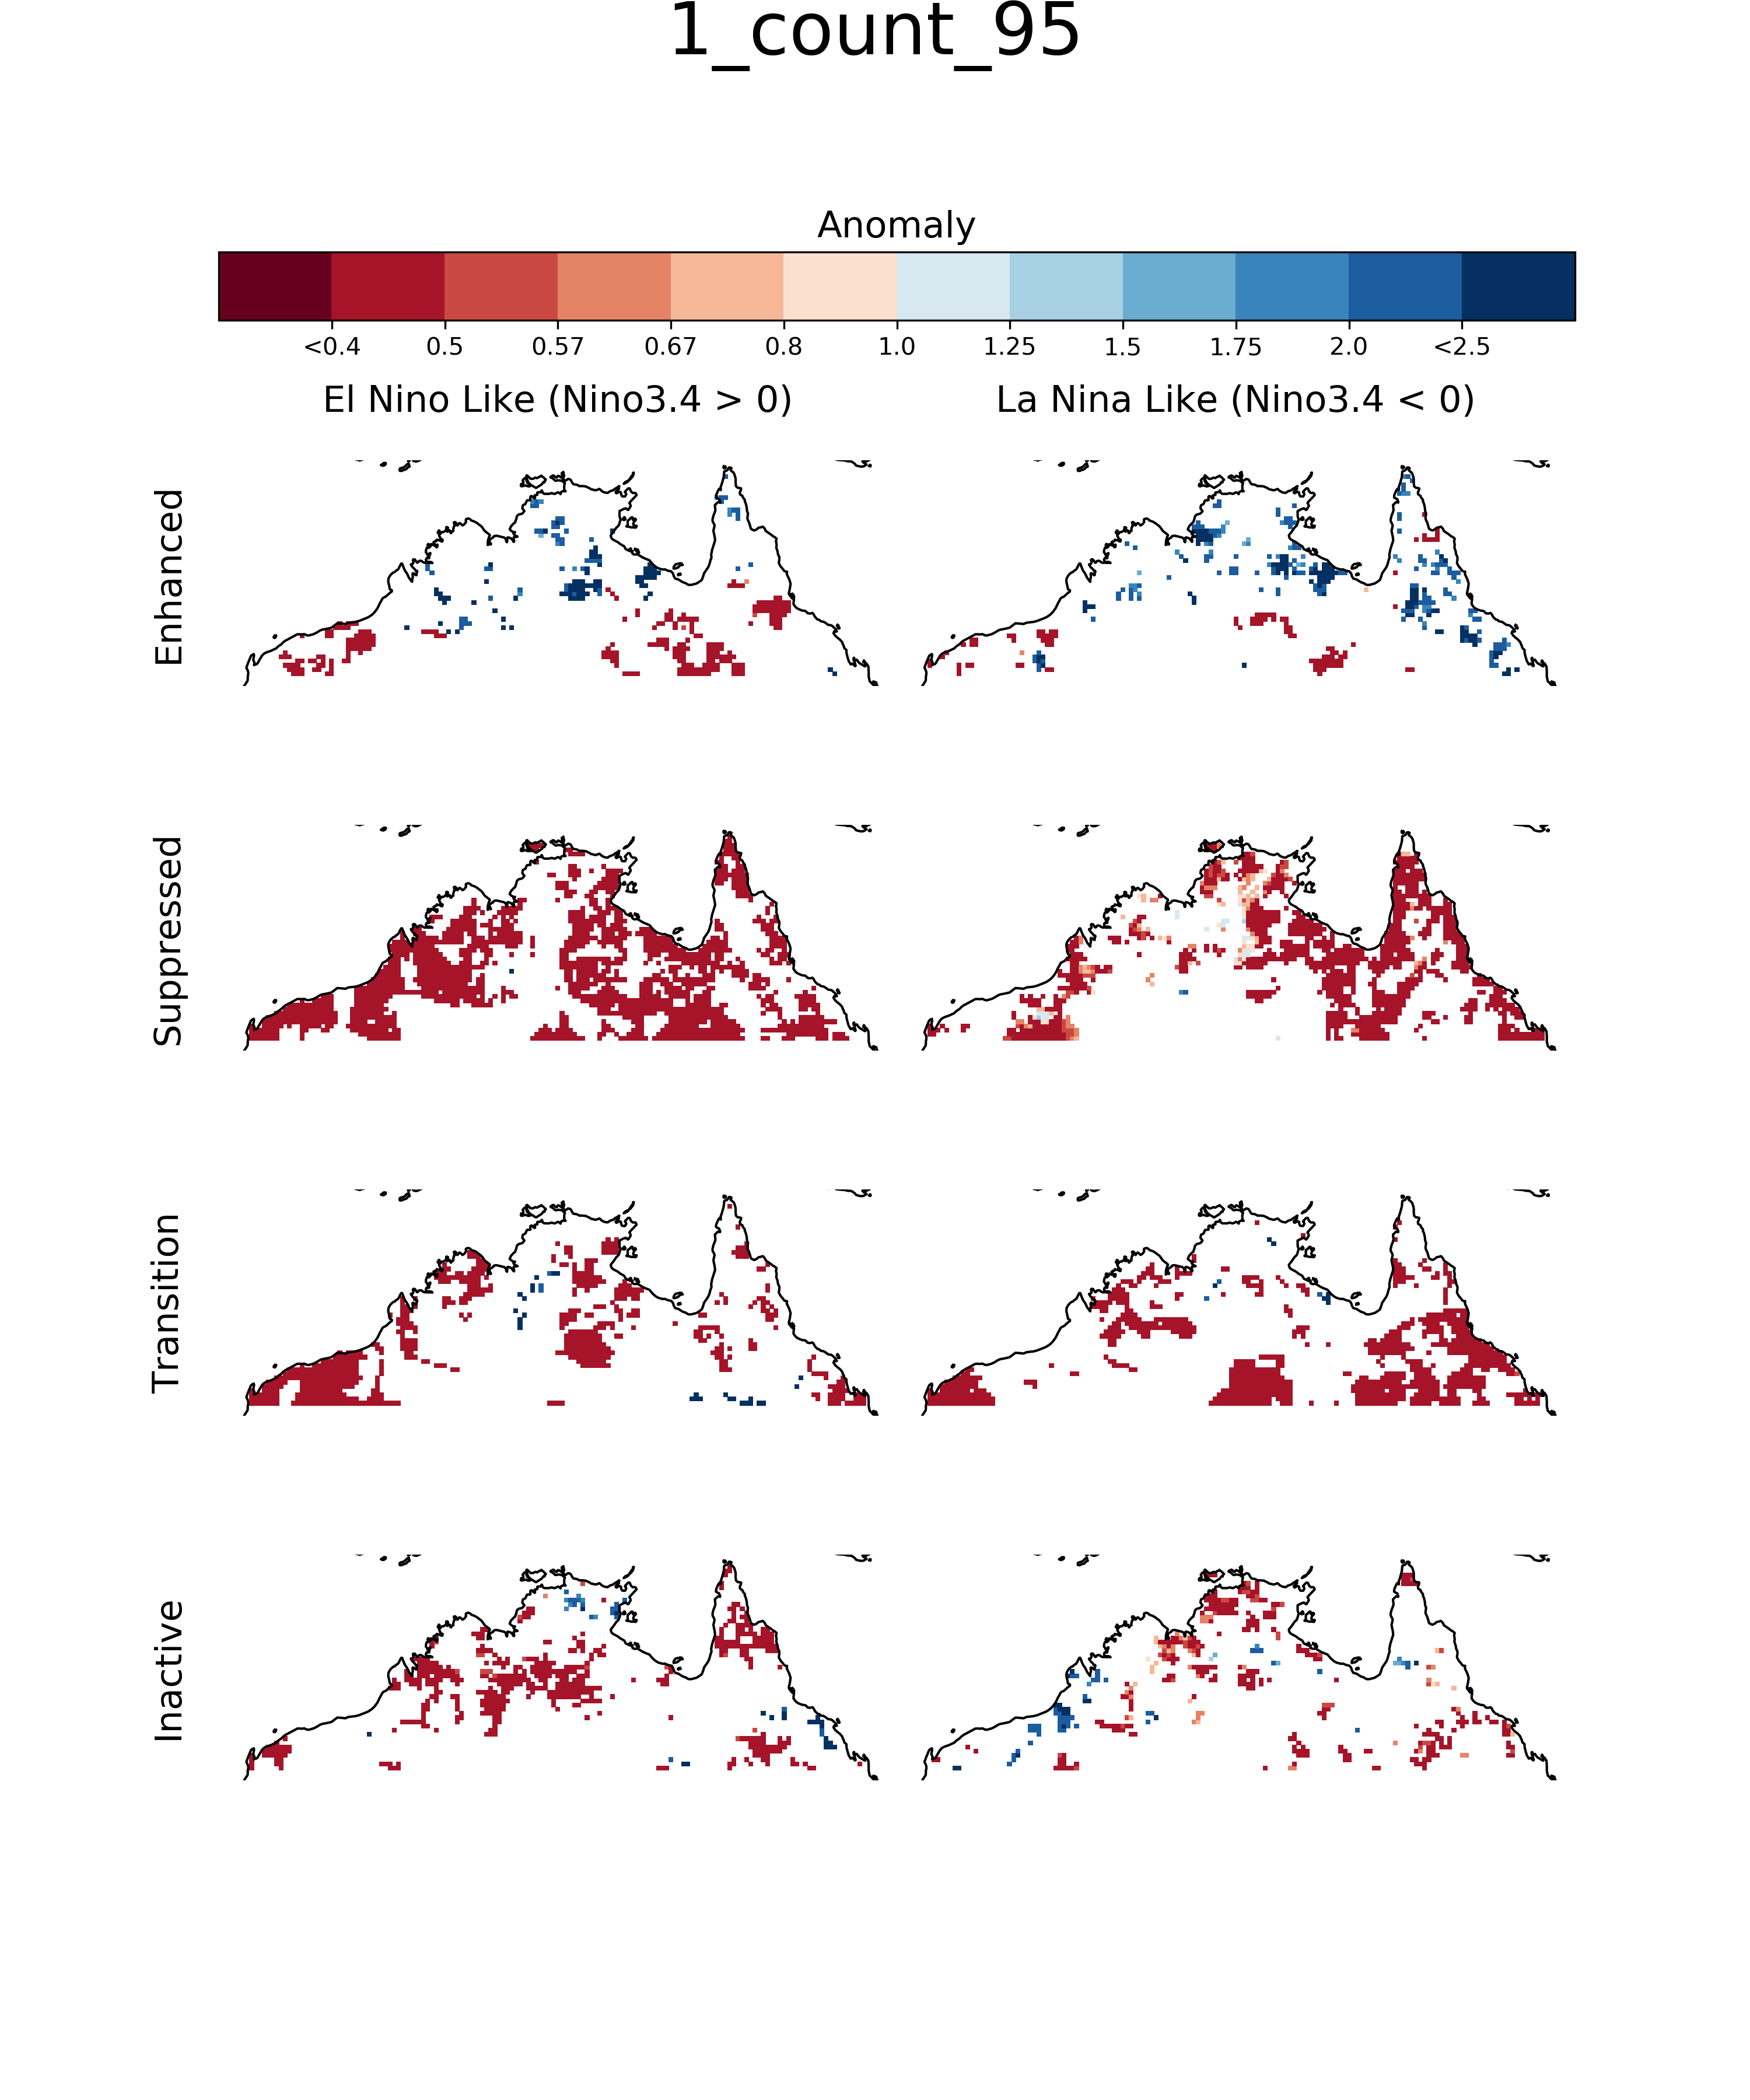 1_count_95
Anomaly
<0.4 0.5 0.57 0.67 0.8 1.0 1.25 1.5 1.75 2.0 <2.5
El Nino Like (Nino3.4 > 0) La Nina Like (Nino3.4 < 0)
Enhanced
Suppressed
Transition
Inactive